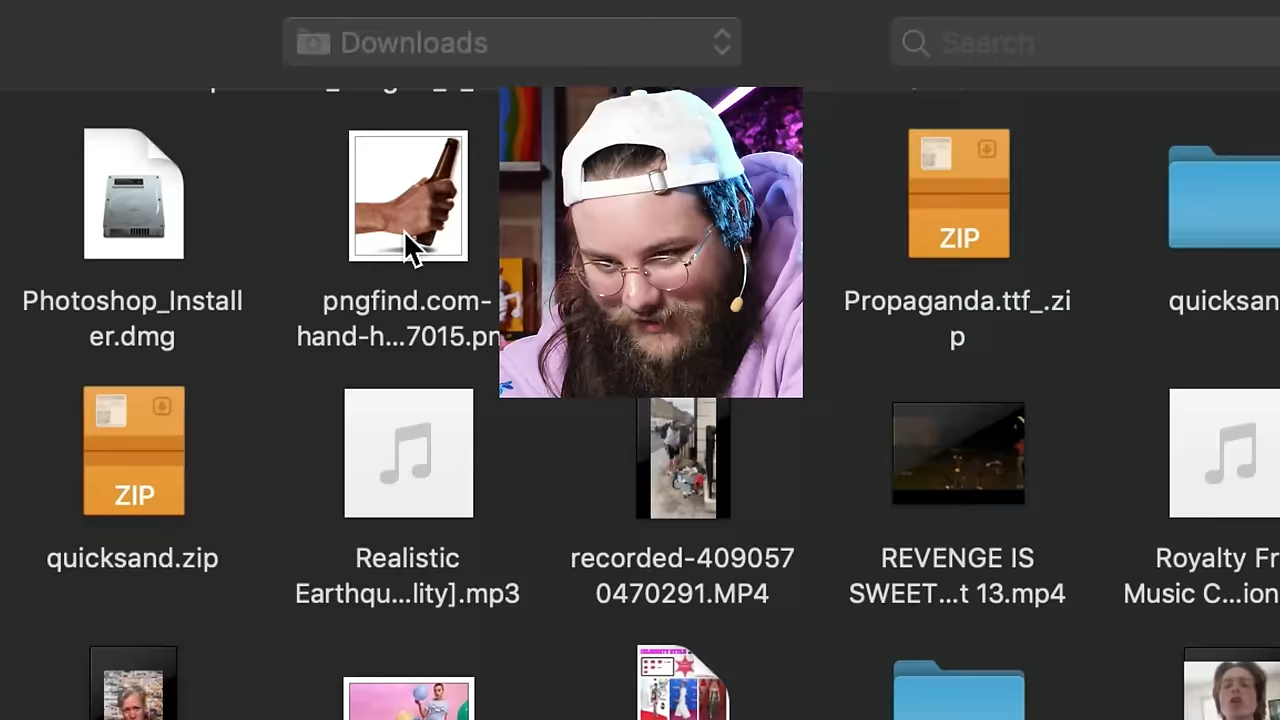 Downloads
Search
Photoshop_Install
er.dmg
pngfind.com-
hand-h...7015.pn
ZIP
Propaganda.ttf_.zi
p
quicksan
ZIP
quicksand.zip
Realistic
Earthqu...lity].mp3
recorded-409057
0470291.MP4
REVENGE IS
SWEET...t 13.mp4
Royalty Fr
Music C...ion